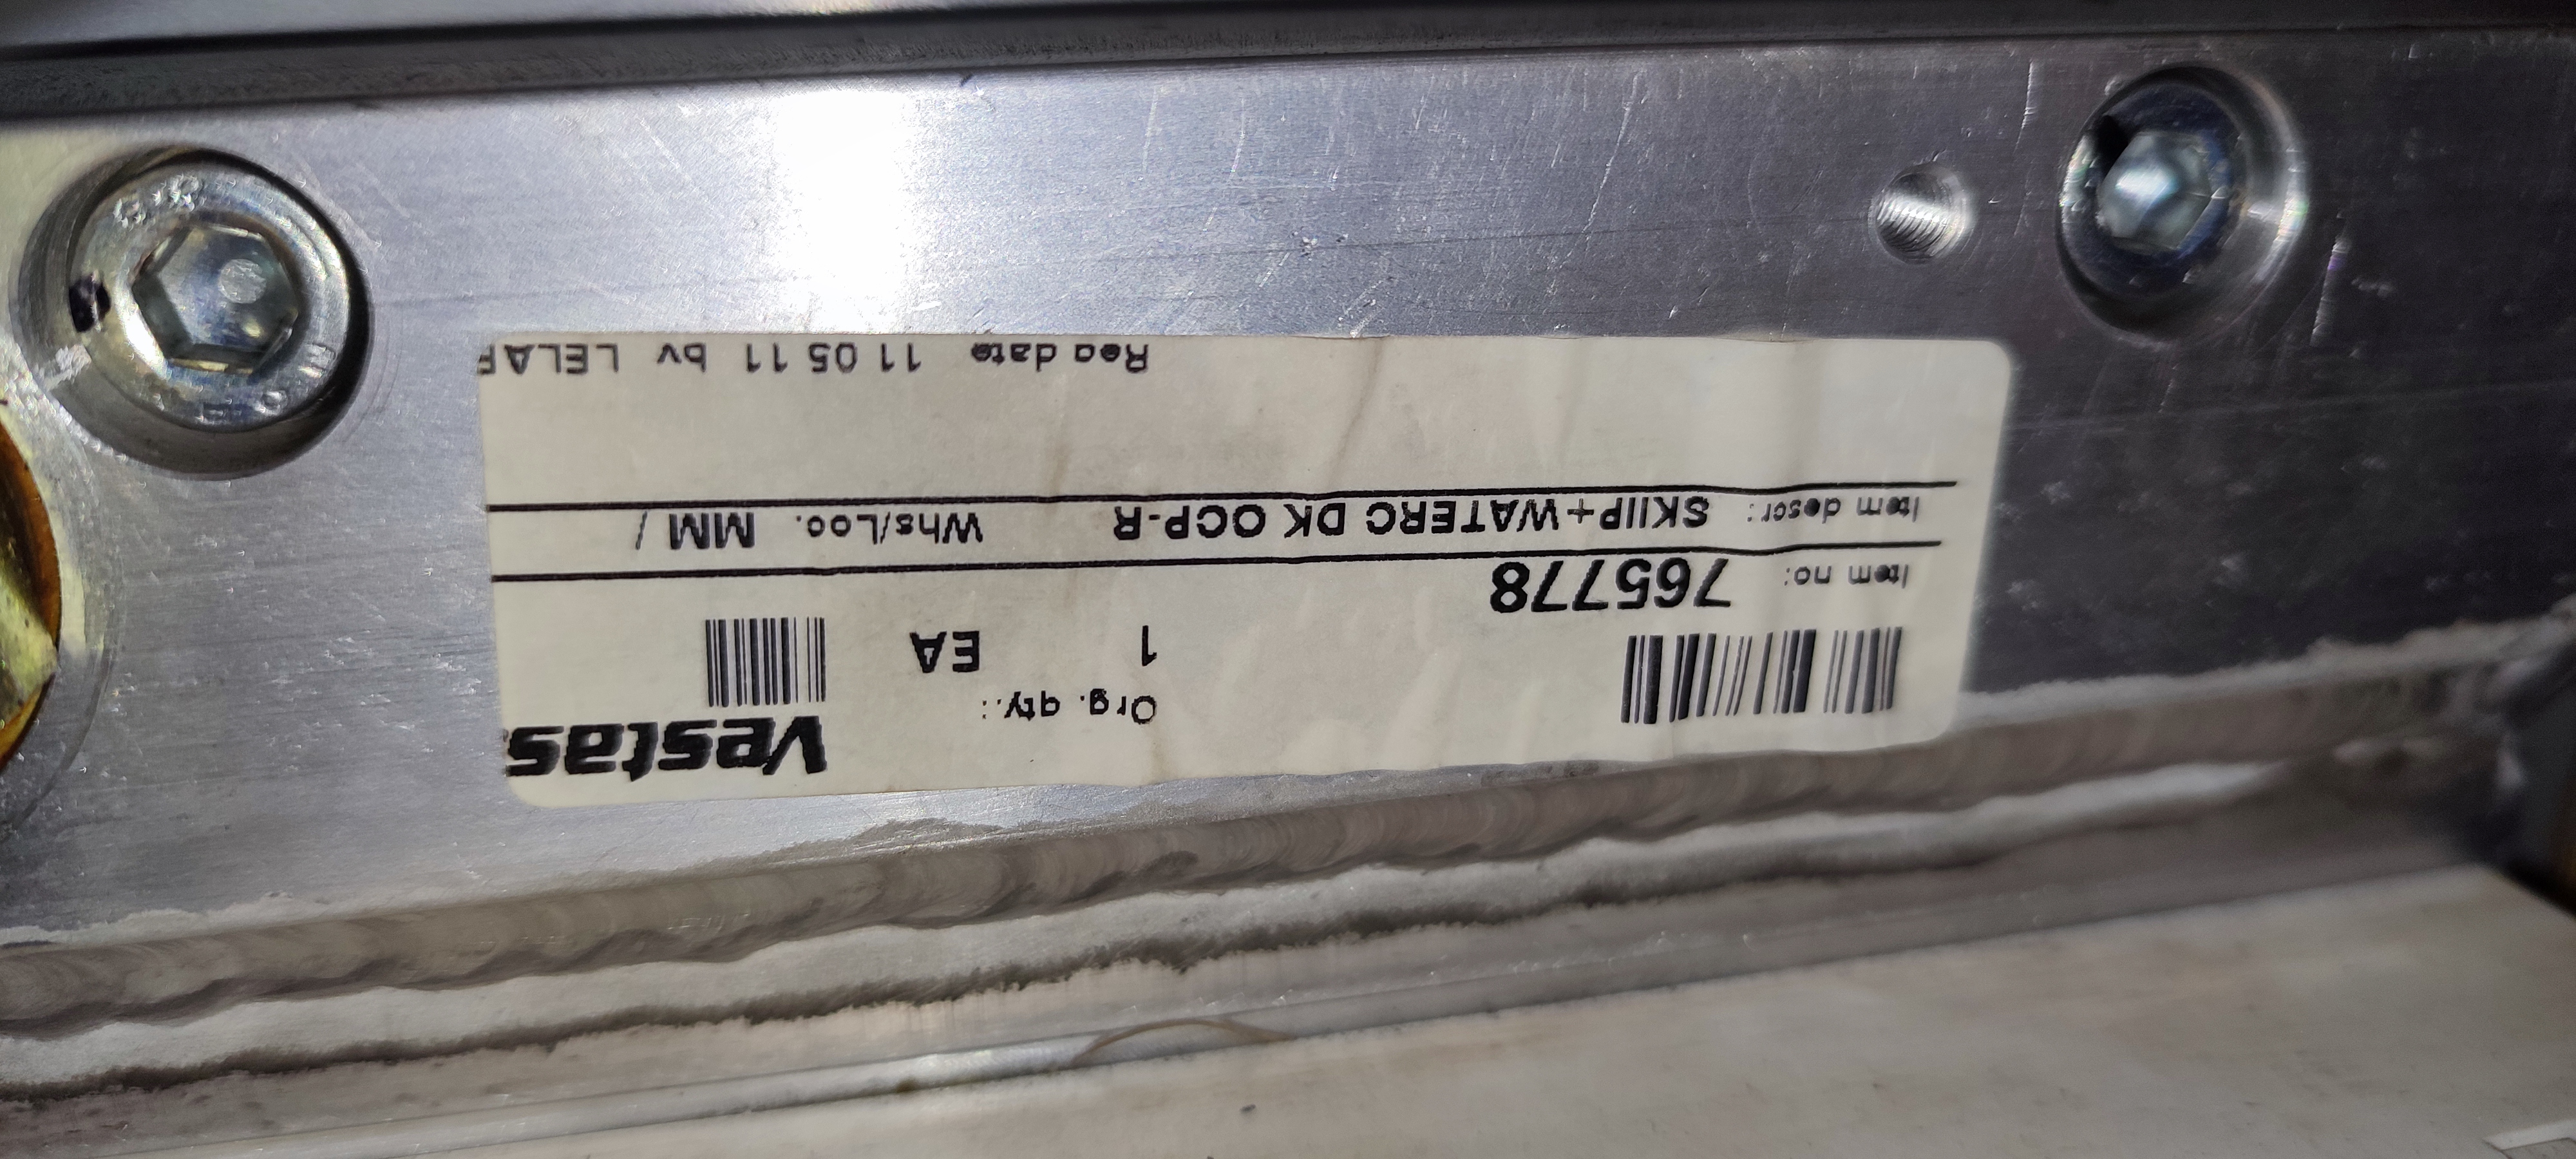 Vestas
Org. qty.:
1 EA
Item no: 765778
Item descr: SKIIP+WATERC DK OCP-R Whs/Loc. MM /
Reg date 11 05 11 by LELAF